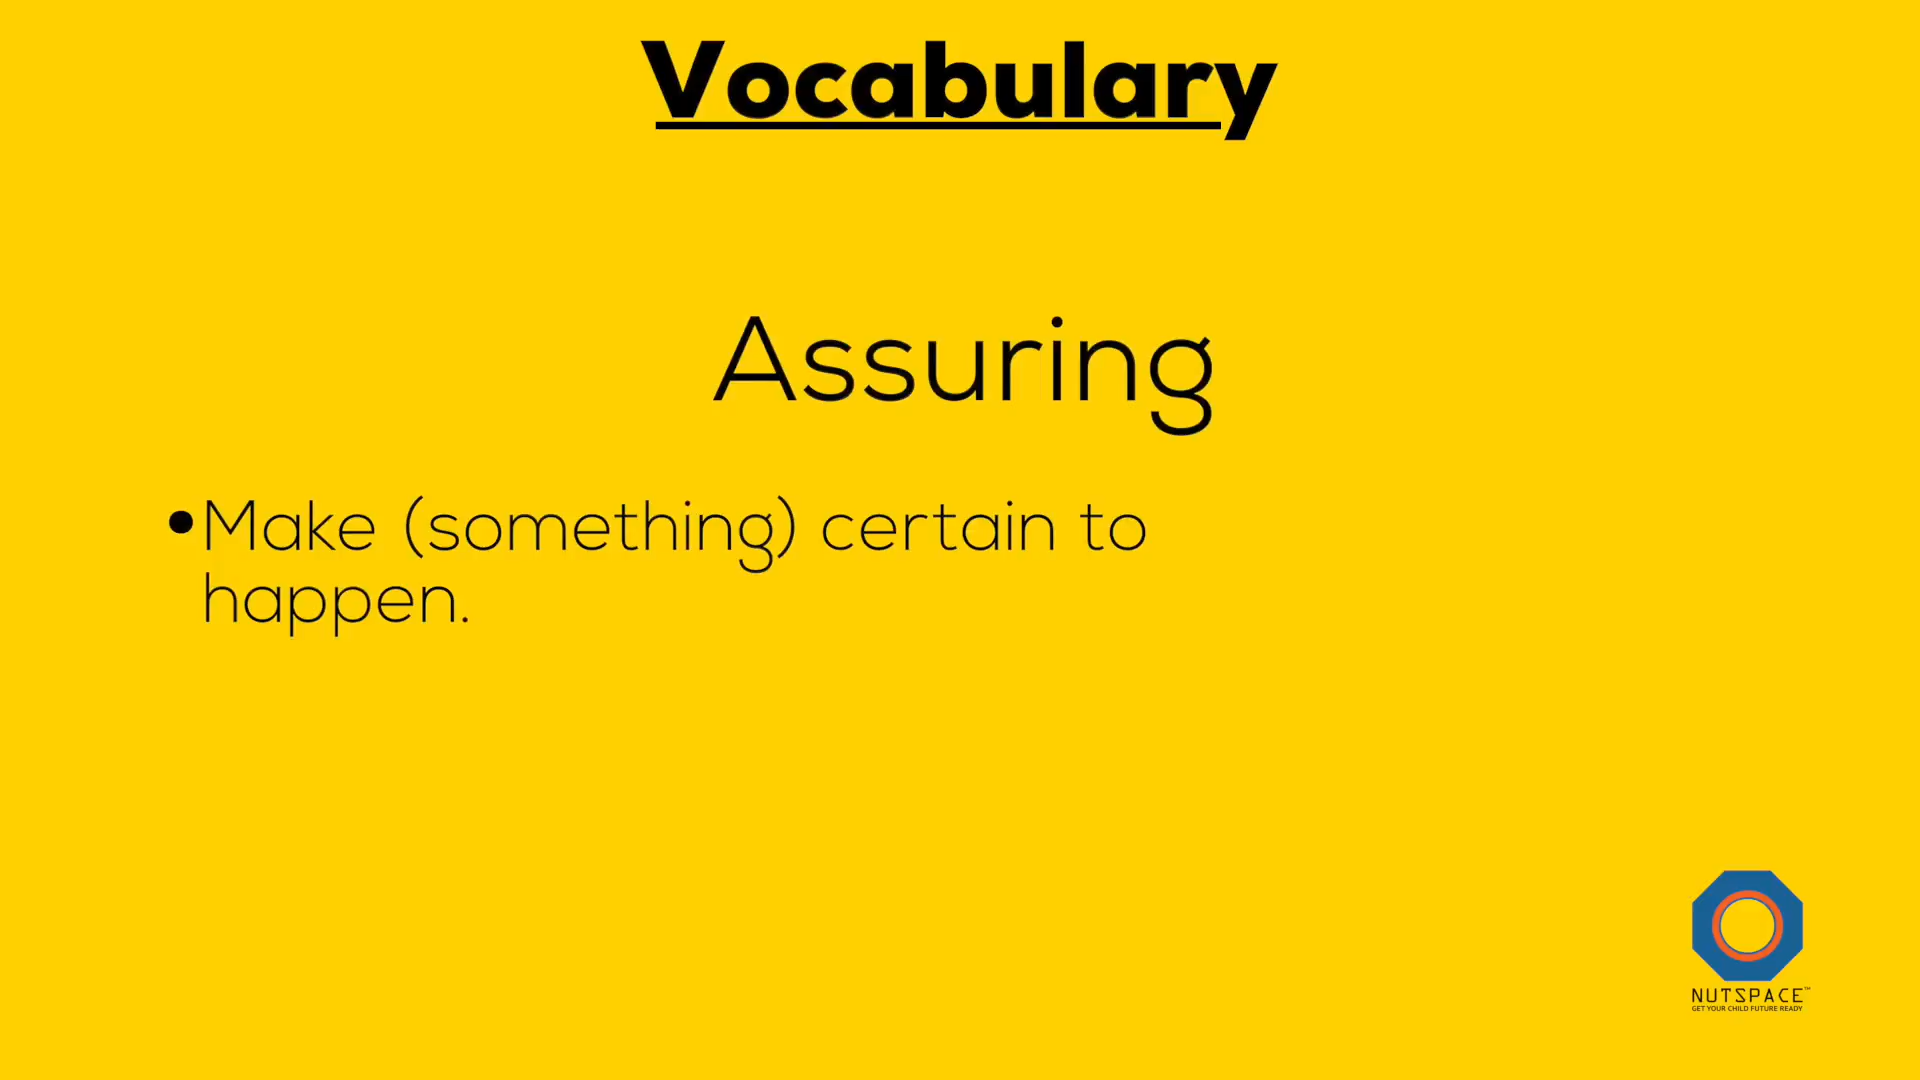 Vocabulary
Assuring
•Make (something) certain to
happen.
NUTSPACE™
GET YOUR CHILD FUTURE READY